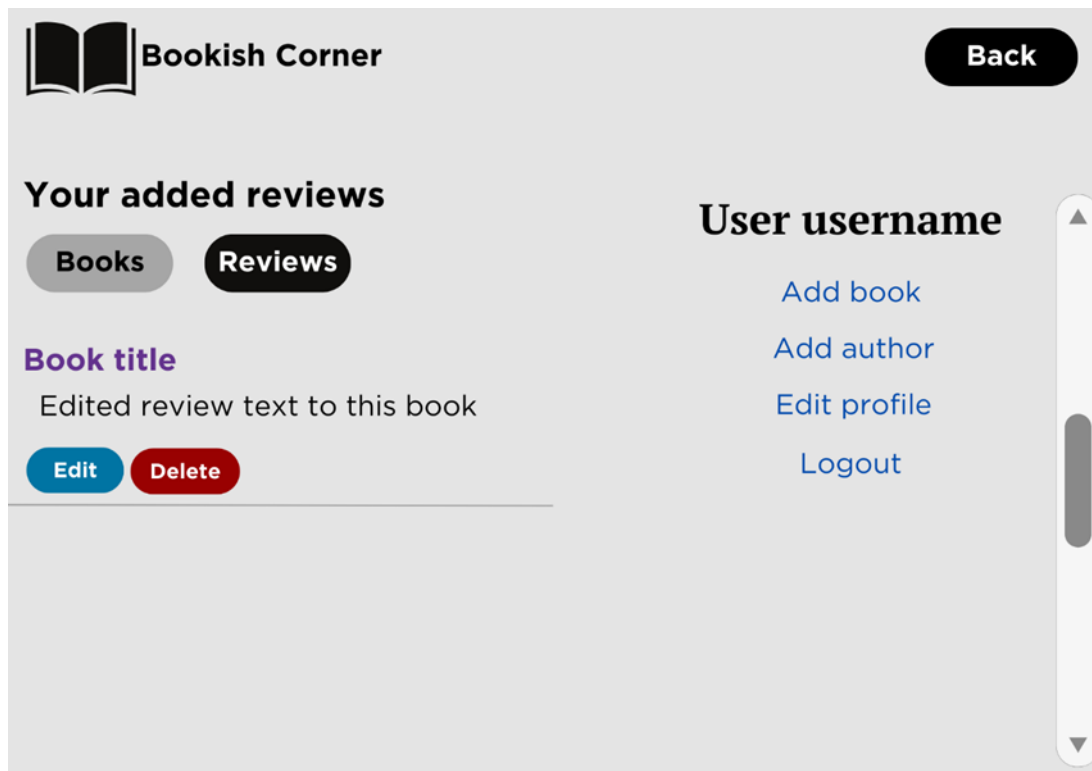 Bookish Corner
Back
Your added reviews
Books
Reviews
Book title
Edited review text to this book
Edit
Delete
User username
Add book
Add author
Edit profile
Logout